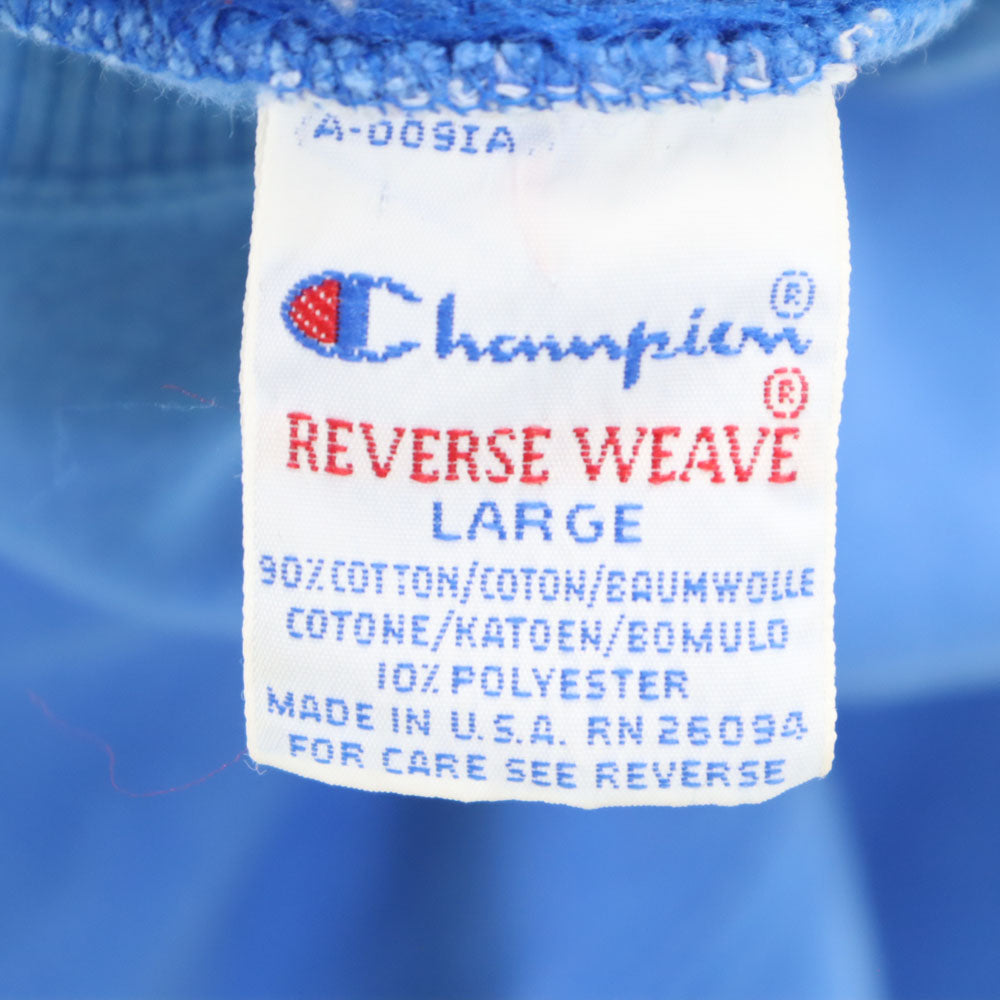 A-009IA
Champion®
®
REVERSE WEAVE
LARGE
90% COTTON/COTON/BAUMWOLLE
COTONE/KATOEN/BOMULO
10% POLYESTER
MADE IN U.S.A. RN 26094
FOR CARE SEE REVERSE